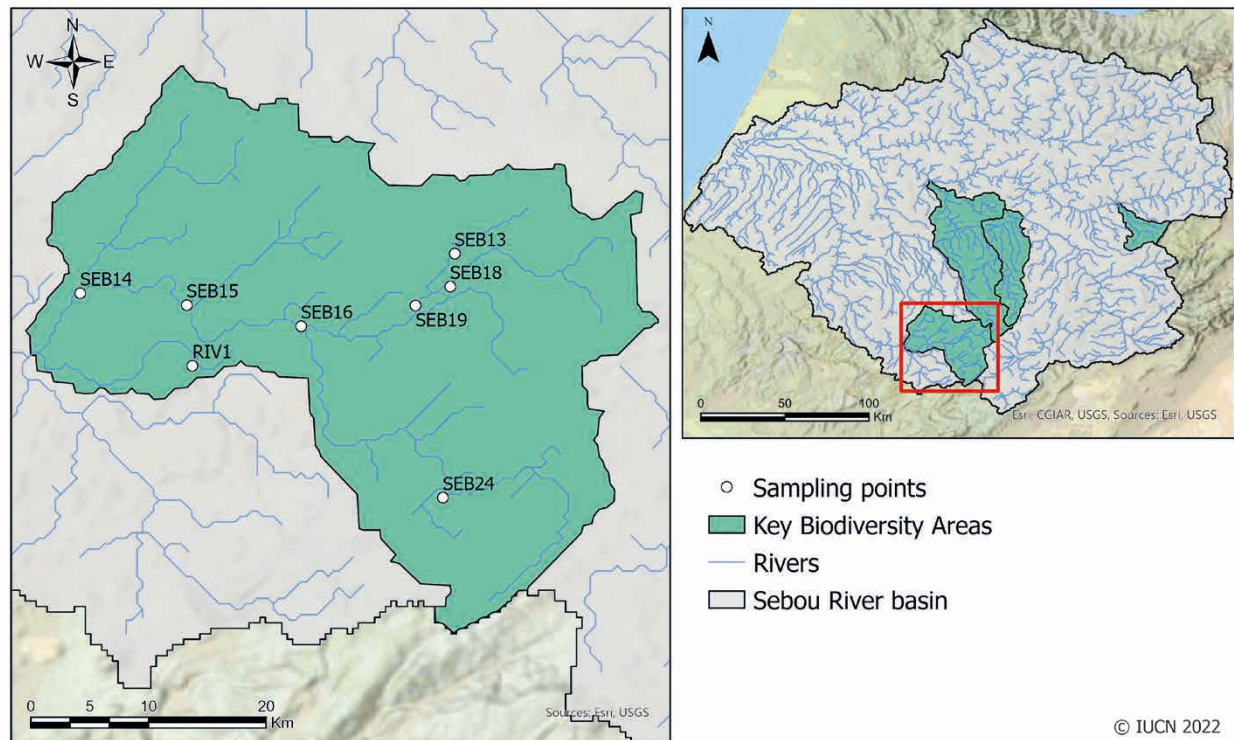 N
W E
S
SEB13
SEB14
SEB18
SEB15
SEB16
SEB19
RIV1
SEB24
0 5 10 20
Km
Sources: Esri, USGS
N
0 50 100
Km
Esri, CGIAR, USGS, Sources: Esri, USGS
Sampling points
Key Biodiversity Areas
Rivers
Sebou River basin
© IUCN 2022